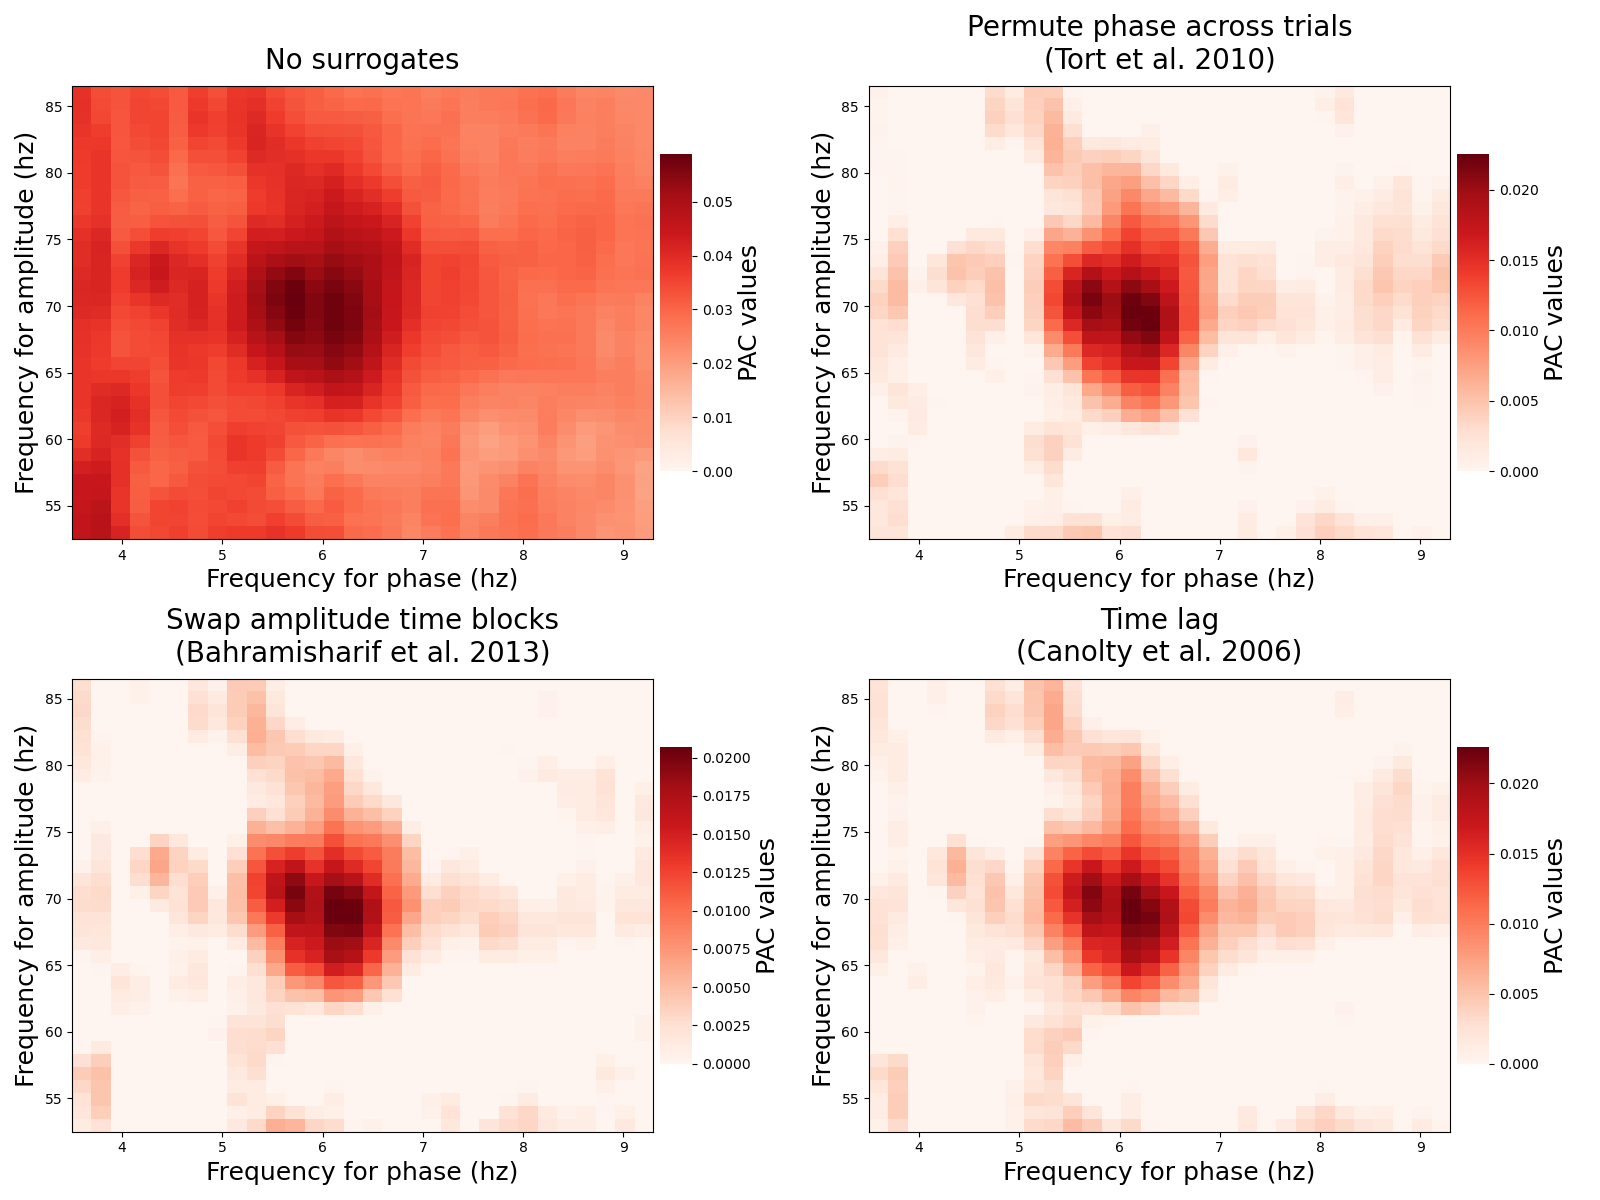 No surrogates
Frequency for amplitude (hz)
85
80
75
70
65
60
55
4 5 6 7 8 9
Frequency for phase (hz)
0.05
0.04
0.03
0.02
0.01
0.00
PAC values
Permute phase across trials
(Tort et al. 2010)
Frequency for amplitude (hz)
85
80
75
70
65
60
55
4 5 6 7 8 9
Frequency for phase (hz)
0.020
0.015
0.010
0.005
0.000
PAC values
Swap amplitude time blocks
(Bahramisharif et al. 2013)
Frequency for amplitude (hz)
85
80
75
70
65
60
55
4 5 6 7 8 9
Frequency for phase (hz)
0.0200
0.0175
0.0150
0.0125
0.0100
0.0075
0.0050
0.0025
0.0000
PAC values
Time lag
(Canolty et al. 2006)
Frequency for amplitude (hz)
85
80
75
70
65
60
55
4 5 6 7 8 9
Frequency for phase (hz)
0.020
0.015
0.010
0.005
0.000
PAC values